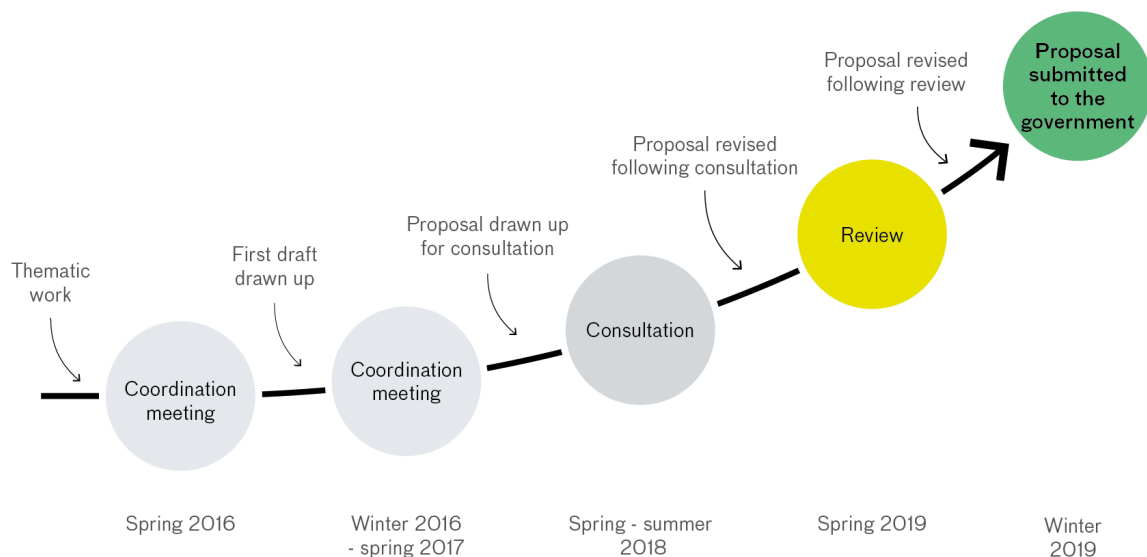 Thematic
work
Coordination
meeting
First draft
drawn up
Coordination
meeting
Proposal drawn up
for consultation
Consultation
Proposal revised
following consultation
Review
Proposal revised
following review
Proposal
submitted
to the
government
Spring 2016
Winter 2016
- spring 2017
Spring - summer
2018
Spring 2019
Winter
2019